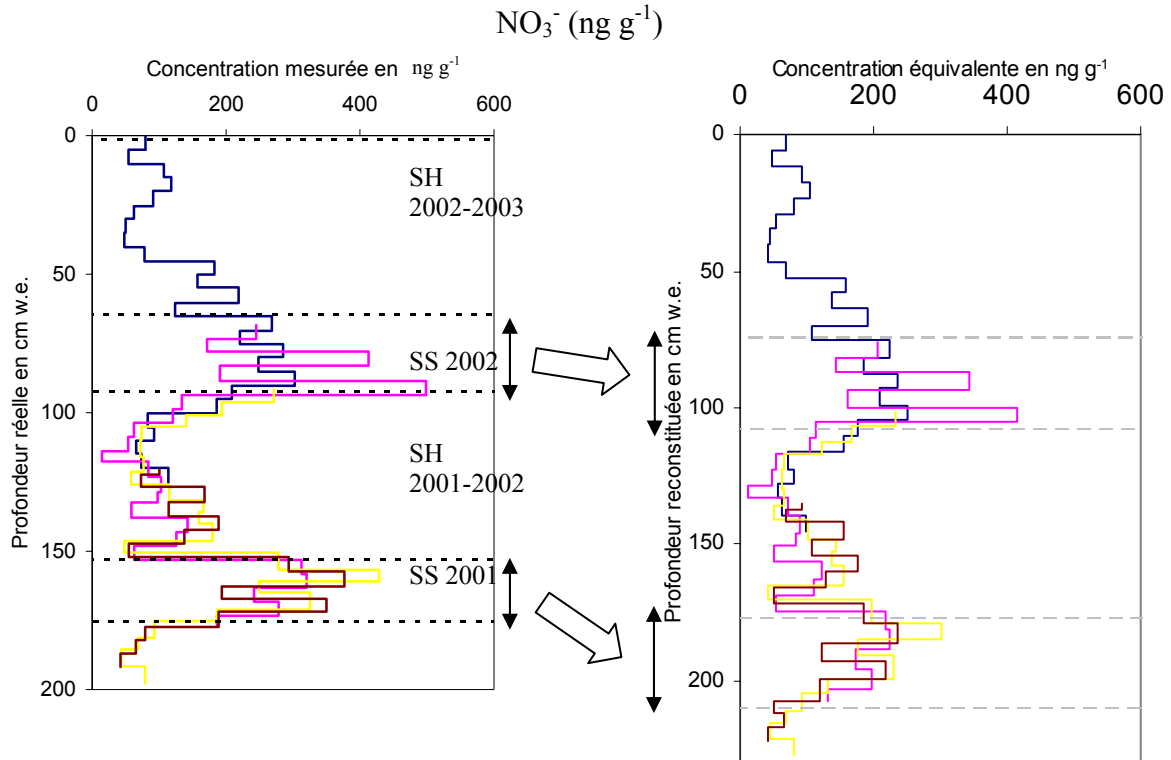 NO₃⁻ (ng g⁻¹)
Concentration mesurée en ng g⁻¹
0 200 400 600
Profondeur réelle en cm w.e.
0
50
100
150
200
SH
2002-2003
SS 2002
SH
2001-2002
SS 2001
Concentration équivalente en ng g⁻¹
0 200 400 600
Profondeur reconstituée en cm w.e.
0
50
100
150
200